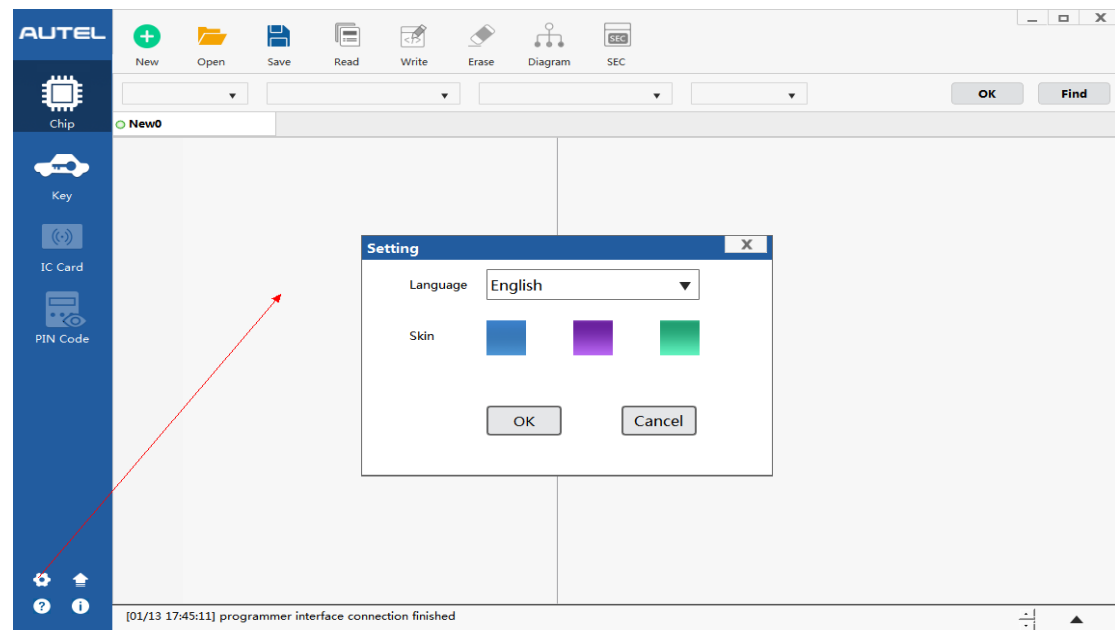 AUTEL
New Open Save Read Write Erase Diagram SEC
SEC
OK Find
Chip
New0
Key
IC Card
PIN Code
Setting X
Language English
Skin
OK Cancel
[01/13 17:45:11] programmer interface connection finished